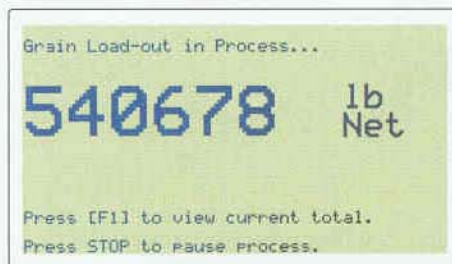 Grain Load-out in Process...
540678 lb Net
Press [F1] to view current total.
Press STOP to pause process.